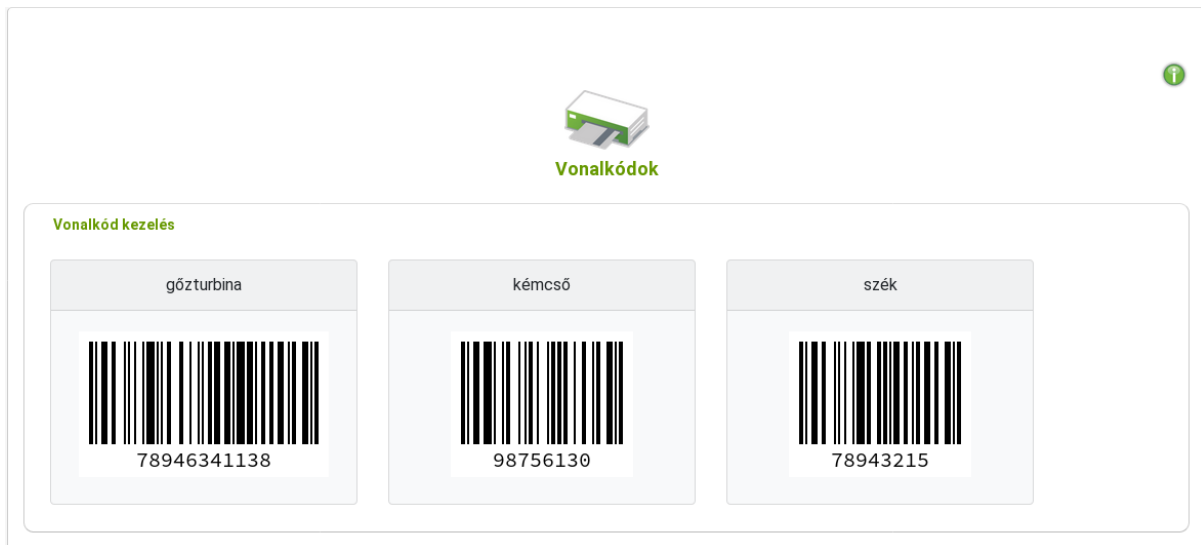 Vonalkódok
Vonalkód kezelés
gőzturbina
78946341138
kémcső
98756130
szék
78943215